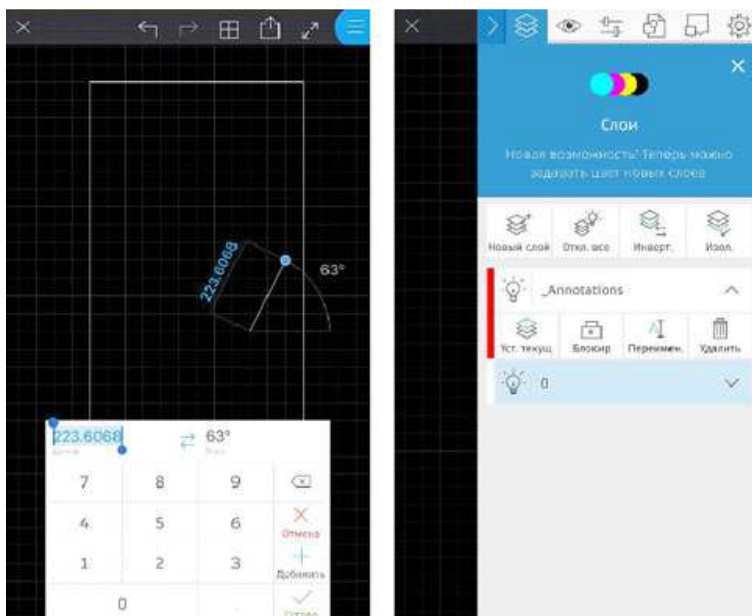 223.6068
63°
223.6068
63°
7 8 9
4 5 6
Отмена
1 2 3
Добавить
0 .
Готово
Слои
Новая возможность! Теперь можно
задавать цвет новых слоев
Новый слой Откл. все Инверт. Изол.
_Annotations
Уст. текущ Блокир Переимен. Удалить
0